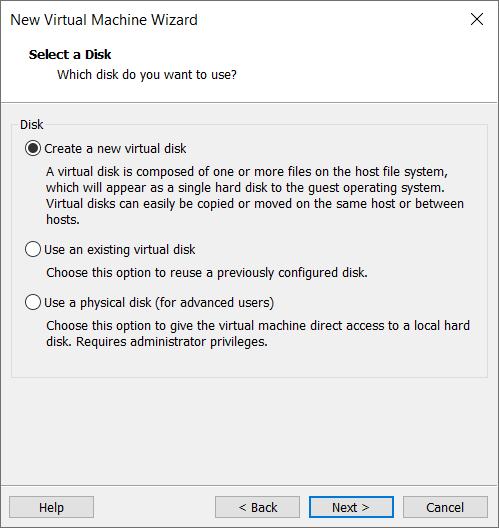 New Virtual Machine Wizard
Select a Disk
Which disk do you want to use?
Disk
Create a new virtual disk
A virtual disk is composed of one or more files on the host file system,
which will appear as a single hard disk to the guest operating system.
Virtual disks can easily be copied or moved on the same host or between
hosts.
Use an existing virtual disk
Choose this option to reuse a previously configured disk.
Use a physical disk (for advanced users)
Choose this option to give the virtual machine direct access to a local hard
disk. Requires administrator privileges.
Help
< Back
Next >
Cancel